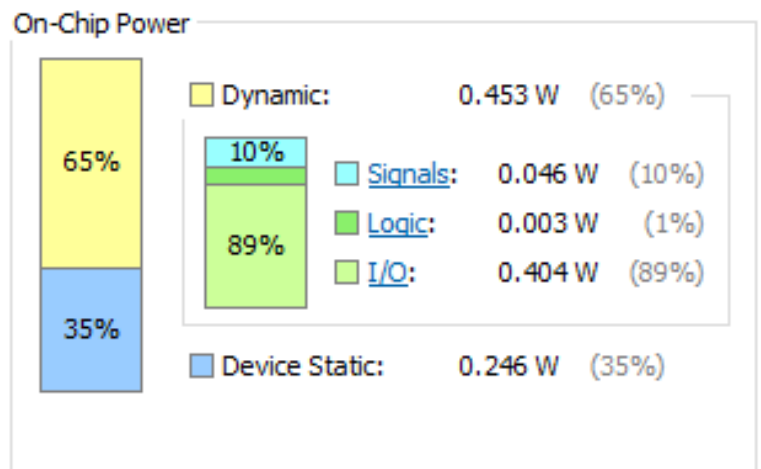 On-Chip Power
Dynamic: 0.453 W (65%)
65%
10%
Signals: 0.046 W (10%)
Logic: 0.003 W (1%)
89%
I/O: 0.404 W (89%)
35%
Device Static: 0.246 W (35%)